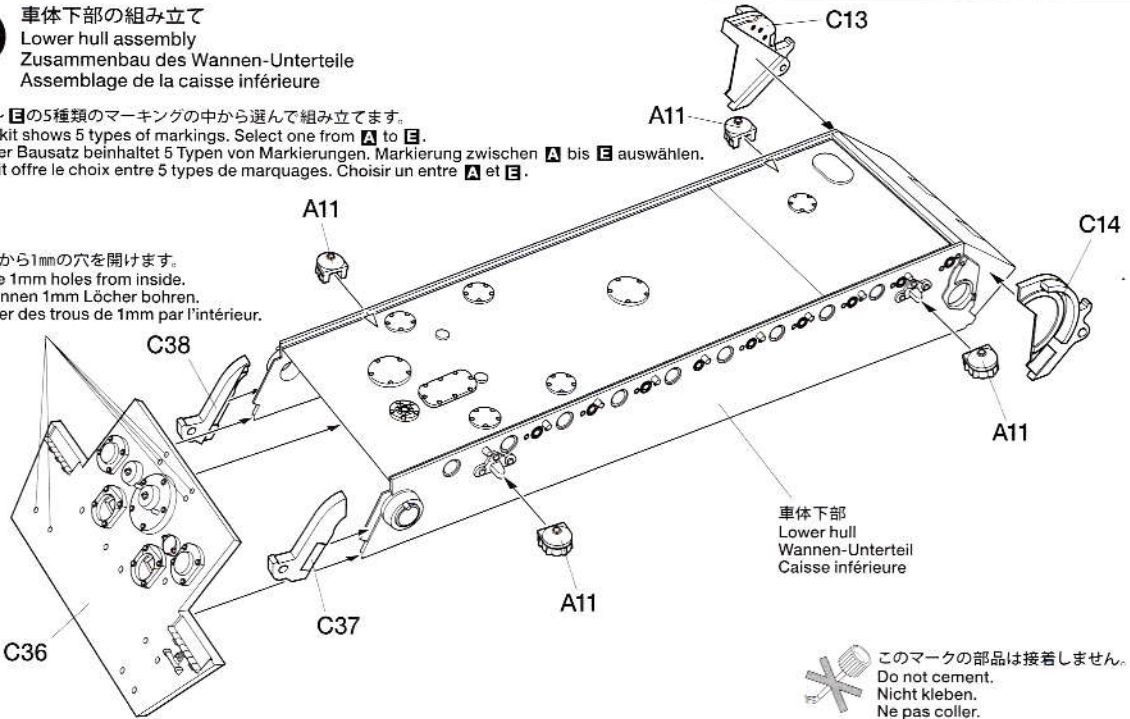 車体下部の組み立て
Lower hull assembly
Zusammenbau des Wannen-Unterteile
Assemblage de la caisse inférieure
～Eの5種類のマーキングの中から選んで組み立てます。
kit shows 5 types of markings. Select one from A to E.
er Bausatz beinhaltet 5 Typen von Markierungen. Markierung zwischen A bis E auswählen.
it offre le choix entre 5 types de marquages. Choisir un entre A et E.
から1mmの穴を開けます。
e 1mm holes from inside.
nnen 1mm Löcher bohren.
er des trous de 1mm par l'intérieur.
C13
A11
A11
C14
C38
A11
車体下部
Lower hull
Wannen-Unterteil
Caisse inférieure
A11
C37
C36
このマークの部品は接着しません。
Do not cement.
Nicht kleben.
Ne pas coller.